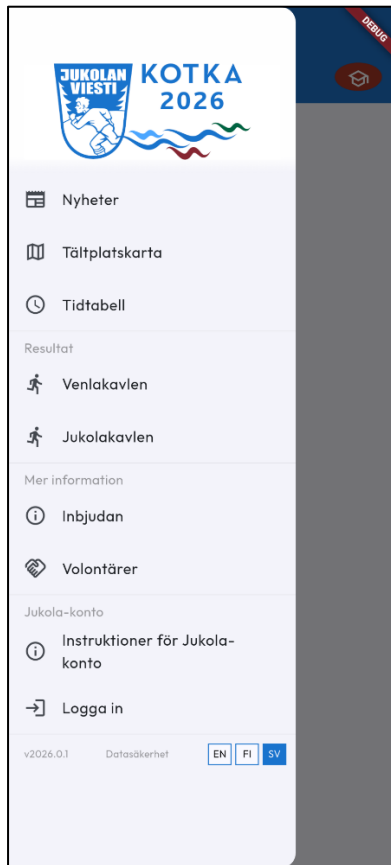 DEBUG
JUKOLAN
VIESTI
KOTKA
2026
Nyheter
Tältplatskarta
Tidtabell
Resultat
Venlakavlen
Jukolakavlen
Mer information
Inbjudan
Volontärer
Jukola-konto
Instruktioner för Jukola-
konto
Logga in
v2026.0.1 Datasäkerhet EN FI SV